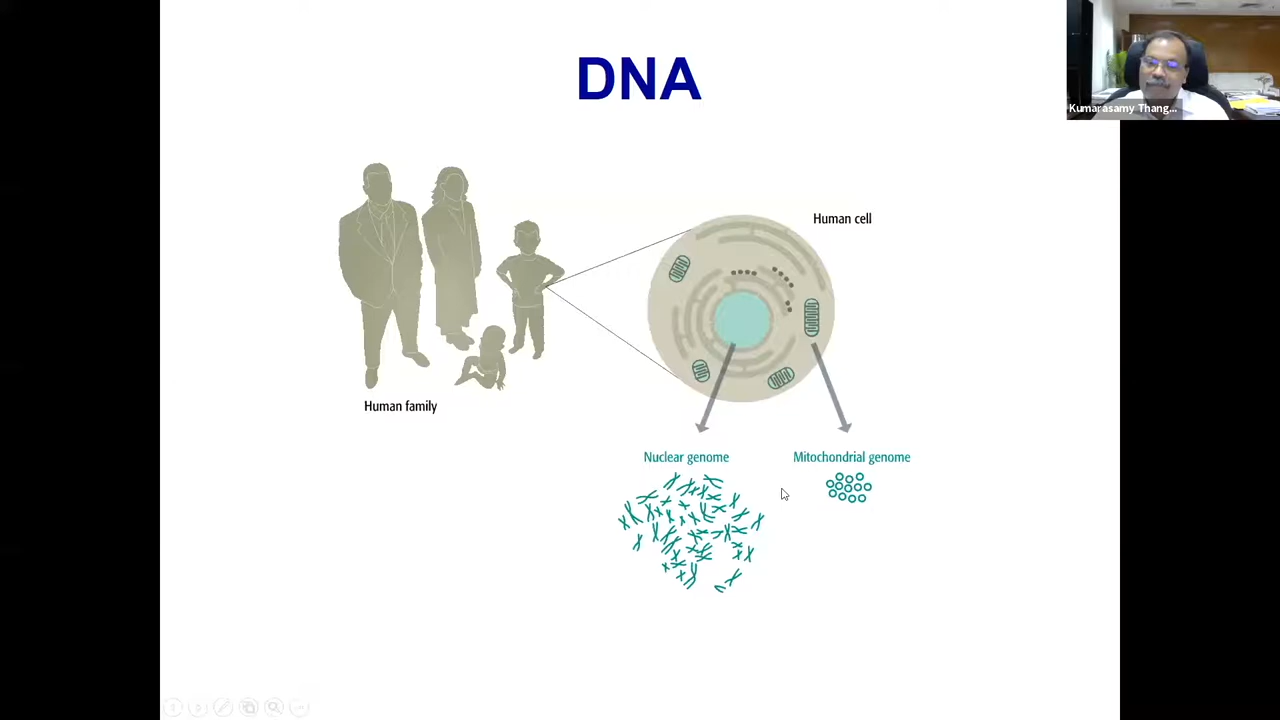 DNA
Kumarasamy Thang...
Human cell
Human family
Nuclear genome
Mitochondrial genome